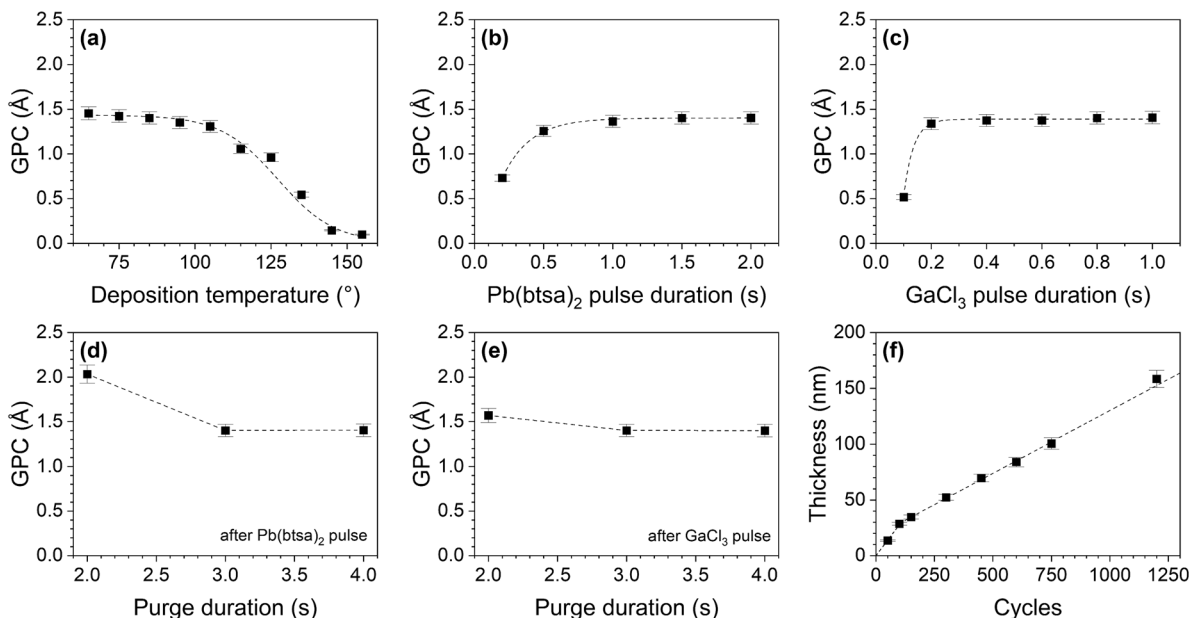 (a)
GPC (Å)
2.5
2.0
1.5
1.0
0.5
0.0
75 100 125 150
Deposition temperature (°)
(b)
GPC (Å)
2.5
2.0
1.5
1.0
0.5
0.0
0.0 0.5 1.0 1.5 2.0
Pb(btsa)₂ pulse duration (s)
(c)
GPC (Å)
2.5
2.0
1.5
1.0
0.5
0.0
0.0 0.2 0.4 0.6 0.8 1.0
GaCl₃ pulse duration (s)
(d)
GPC (Å)
2.5
2.0
1.5
1.0
0.5
0.0
after Pb(btsa)₂ pulse
2.0 2.5 3.0 3.5 4.0
Purge duration (s)
(e)
GPC (Å)
2.5
2.0
1.5
1.0
0.5
0.0
after GaCl₃ pulse
2.0 2.5 3.0 3.5 4.0
Purge duration (s)
(f)
Thickness (nm)
200
150
100
50
0
0 250 500 750 1000 1250
Cycles